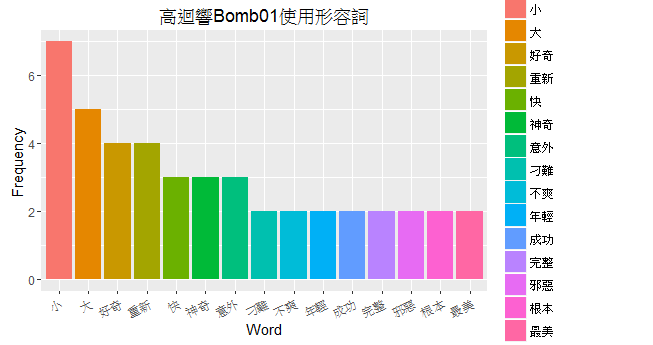 高迴響Bomb01使用形容詞
Frequency
6
4
2
0
小 大 好奇 重新 快 神奇 意外 刁難 不爽 年輕 成功 完整 邪惡 根本 最美
Word
小
大
好奇
重新
快
神奇
意外
刁難
不爽
年輕
成功
完整
邪惡
根本
最美